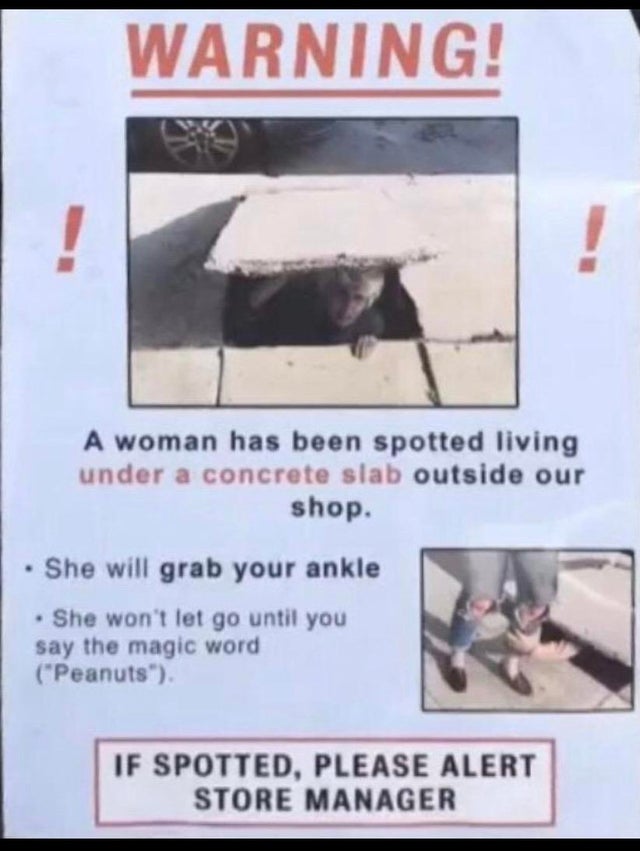 WARNING!
! !
A woman has been spotted living
under a concrete slab outside our
shop.
• She will grab your ankle
• She won't let go until you
say the magic word
("Peanuts").
IF SPOTTED, PLEASE ALERT
STORE MANAGER